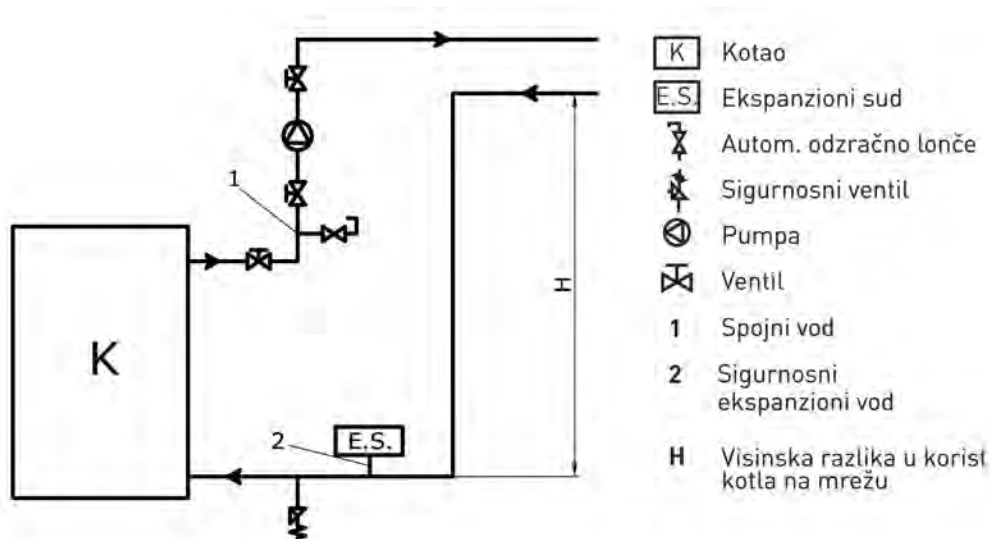 K
1
H
E.S.
2
K Kotao
E.S. Ekspanzioni sud
Autom. odzračno lonče
Sigurnosni ventil
Pumpa
Ventil
1 Spojni vod
2 Sigurnosni
ekspanzioni vod
H Visinska razlika u korist
kotla na mrežu